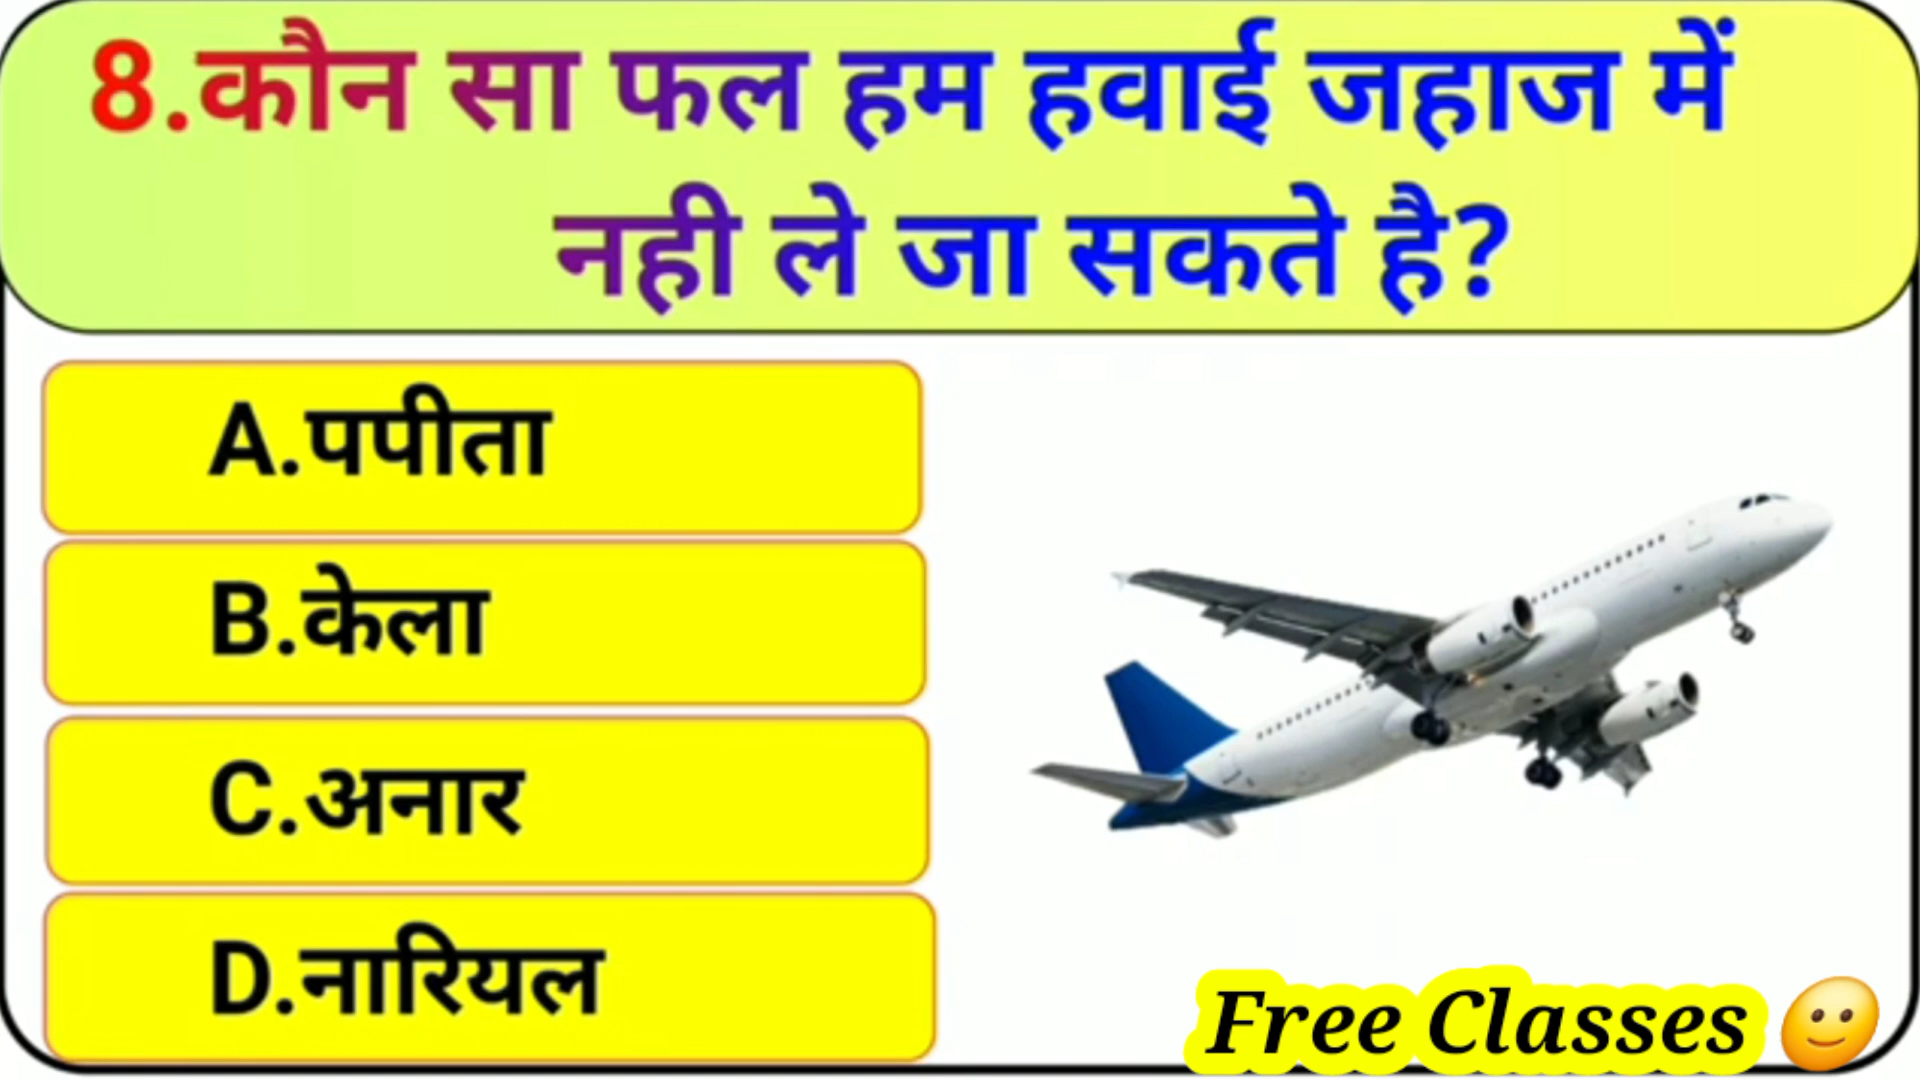 8.कौन सा फल हम हवाई जहाज में
नही ले जा सकते है?
A.पपीता
B.केला
C.अनार
D.नारियल
Free Classes 🙂